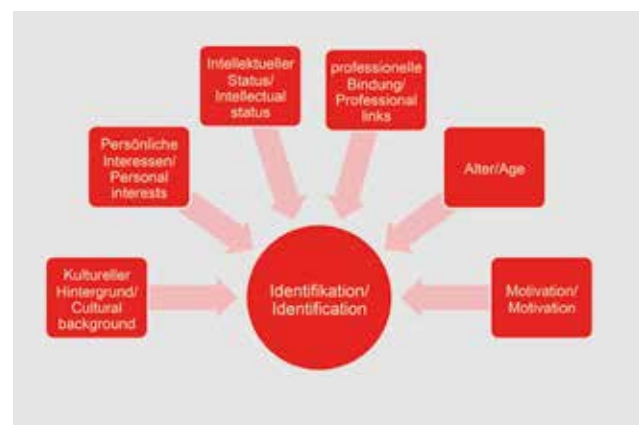 Intellektueller
Status/
Intellectual
status
professionelle
Bindung/
Professional
links
Persönliche
Interessen/
Personal
interests
Alter/Age
Kultureller
Hintergrund/
Cultural
background
Identifikation/
Identification
Motivation/
Motivation